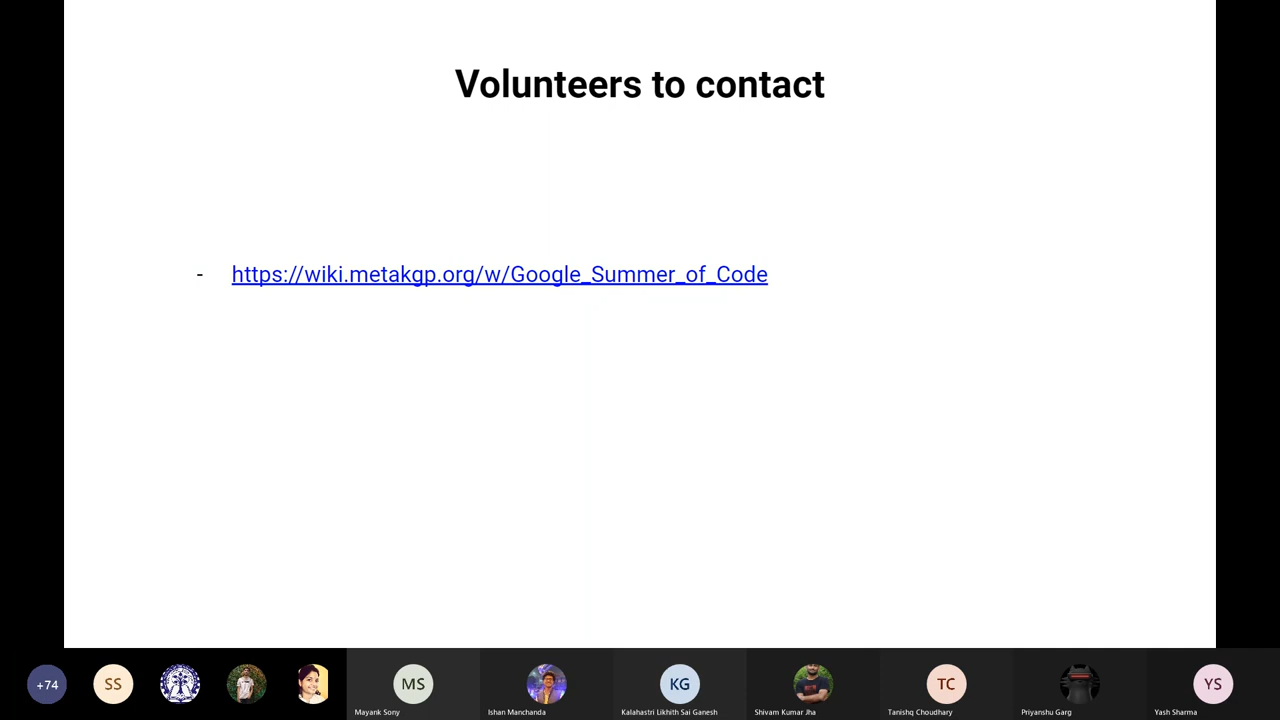 Volunteers to contact
- https://wiki.metakgp.org/w/Google_Summer_of_Code
+74
SS
MS
KG
TC
YS
Mayank Sony
Ishan Manchanda
Kalahastri Likhith Sai Ganesh
Shivam Kumar Jha
Tanishq Choudhary
Priyanshu Garg
Yash Sharma